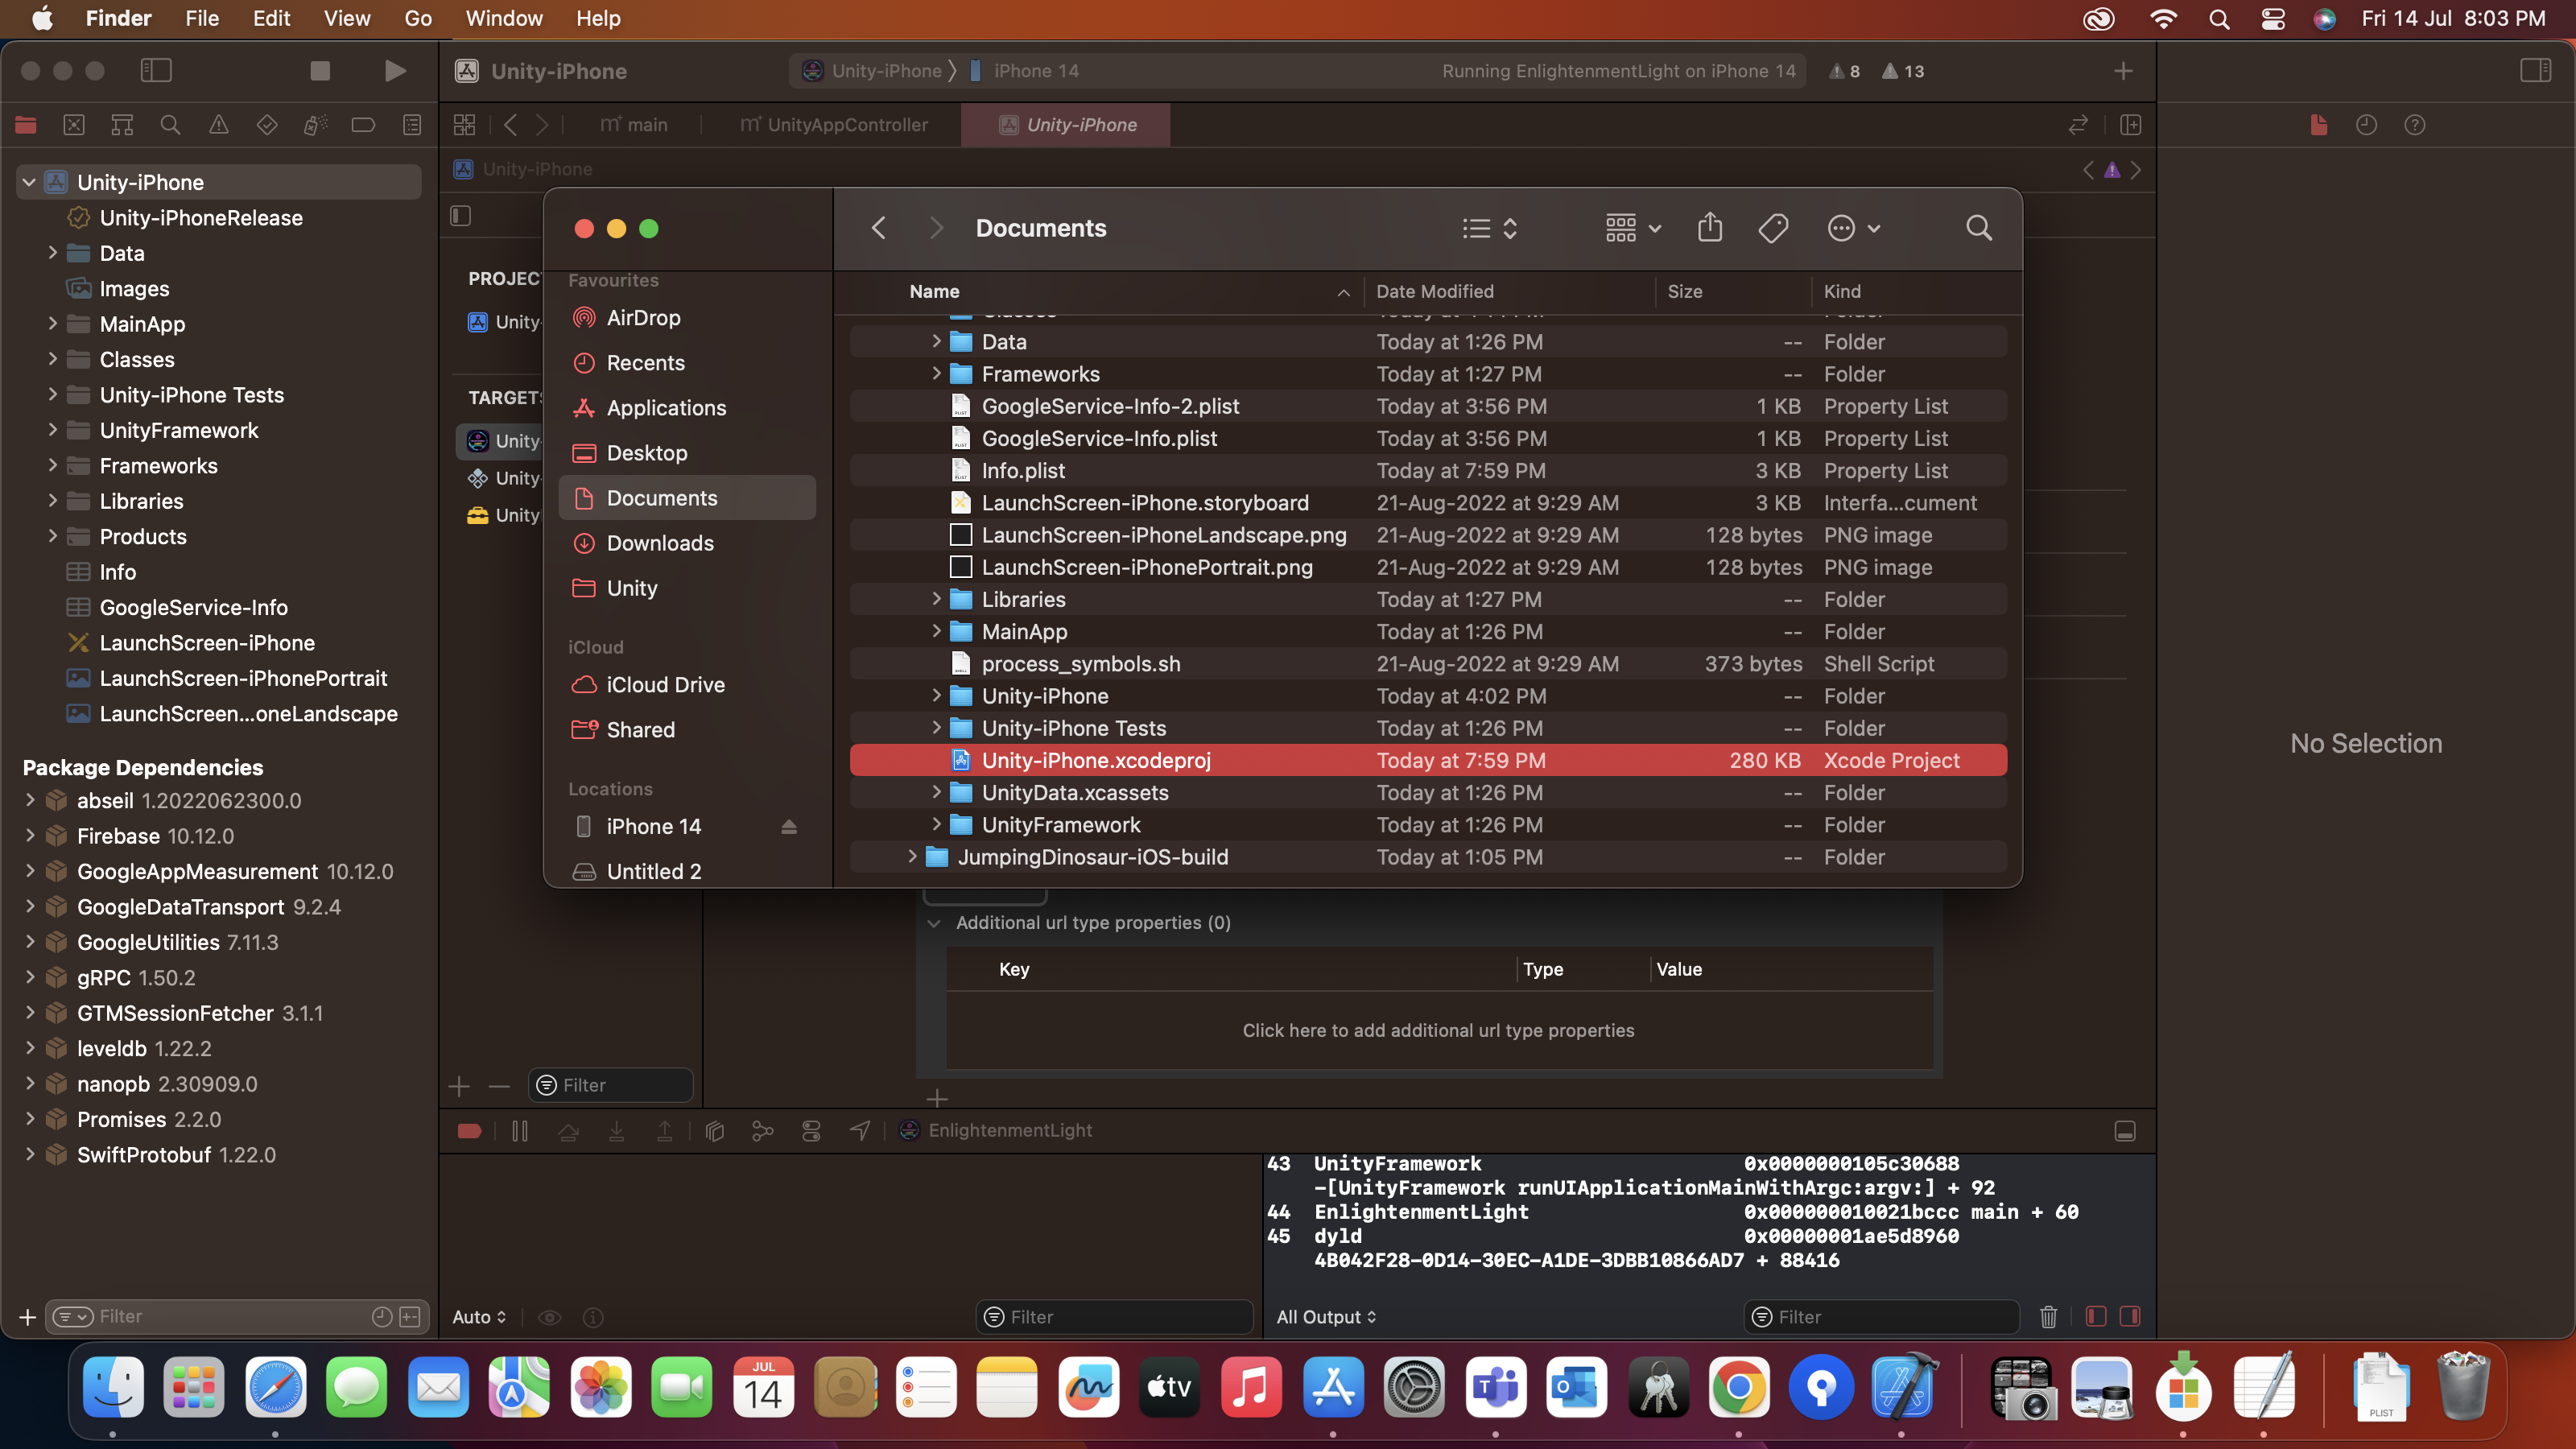 Finder File Edit View Go Window Help Fri 14 Jul 8:03 PM
Unity-iPhone Unity-iPhone iPhone 14 Running EnlightenmentLight on iPhone 14 8 13
main UnityAppController Unity-iPhone
Unity-iPhone
Unity-iPhone
Unity-iPhoneRelease
Data
Images
MainApp
Classes
Unity-iPhone Tests
UnityFramework
Frameworks
Libraries
Products
Info
GoogleService-Info
LaunchScreen-iPhone
LaunchScreen-iPhonePortrait
LaunchScreen...oneLandscape
Package Dependencies
abseil 1.2022062300.0
Firebase 10.12.0
GoogleAppMeasurement 10.12.0
GoogleDataTransport 9.2.4
GoogleUtilities 7.11.3
gRPC 1.50.2
GTMSessionFetcher 3.1.1
leveldb 1.22.2
nanopb 2.30909.0
Promises 2.2.0
SwiftProtobuf 1.22.0
Filter
PROJEC
Unity-
TARGETS
Unity-
Unity-
Unity
Filter
Favourites
AirDrop
Recents
Applications
Desktop
Documents
Downloads
Unity
iCloud
iCloud Drive
Shared
Locations
iPhone 14
Untitled 2
Documents
Name Date Modified Size Kind
Data Today at 1:26 PM -- Folder
Frameworks Today at 1:27 PM -- Folder
GoogleService-Info-2.plist Today at 3:56 PM 1 KB Property List
GoogleService-Info.plist Today at 3:56 PM 1 KB Property List
Info.plist Today at 7:59 PM 3 KB Property List
LaunchScreen-iPhone.storyboard 21-Aug-2022 at 9:29 AM 3 KB Interfa...cument
LaunchScreen-iPhoneLandscape.png 21-Aug-2022 at 9:29 AM 128 bytes PNG image
LaunchScreen-iPhonePortrait.png 21-Aug-2022 at 9:29 AM 128 bytes PNG image
Libraries Today at 1:27 PM -- Folder
MainApp Today at 1:26 PM -- Folder
process_symbols.sh 21-Aug-2022 at 9:29 AM 373 bytes Shell Script
Unity-iPhone Today at 4:02 PM -- Folder
Unity-iPhone Tests Today at 1:26 PM -- Folder
Unity-iPhone.xcodeproj Today at 7:59 PM 280 KB Xcode Project
UnityData.xcassets Today at 1:26 PM -- Folder
UnityFramework Today at 1:26 PM -- Folder
JumpingDinosaur-iOS-build Today at 1:05 PM -- Folder
Additional url type properties (0)
Key Type Value
Click here to add additional url type properties
EnlightenmentLight
43 UnityFramework 0x0000000105c30688
-[UnityFramework runUIApplicationMainWithArgc:argv:] + 92
44 EnlightenmentLight 0x000000010021bccc main + 60
45 dyld 0x00000001ae5d8960
4B042F28-0D14-30EC-A1DE-3DBB10866AD7 + 88416
Auto Filter All Output Filter
No Selection
JUL
14
tv
PLIST